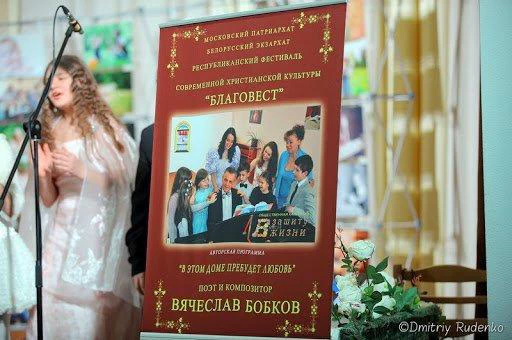 МОСКОВСКИЙ ПАТРИАРХАТ
БЕЛОРУССКИЙ ЭКЗАРХАТ
РЕСПУБЛИКАНСКИЙ ФЕСТИВАЛЬ
СОВРЕМЕННОЙ ХРИСТИАНСКОЙ КУЛЬТУРЫ
"БЛАГОВЕСТ"
В защиту
жизни
АВТОРСКАЯ ПРОГРАММА
"В ЭТОМ ДОМЕ ПРЕБУДЕТ ЛЮБОВЬ"
ПОЭТ И КОМПОЗИТОР
ВЯЧЕСЛАВ БОБКОВ
©Dmitriy Rudenko